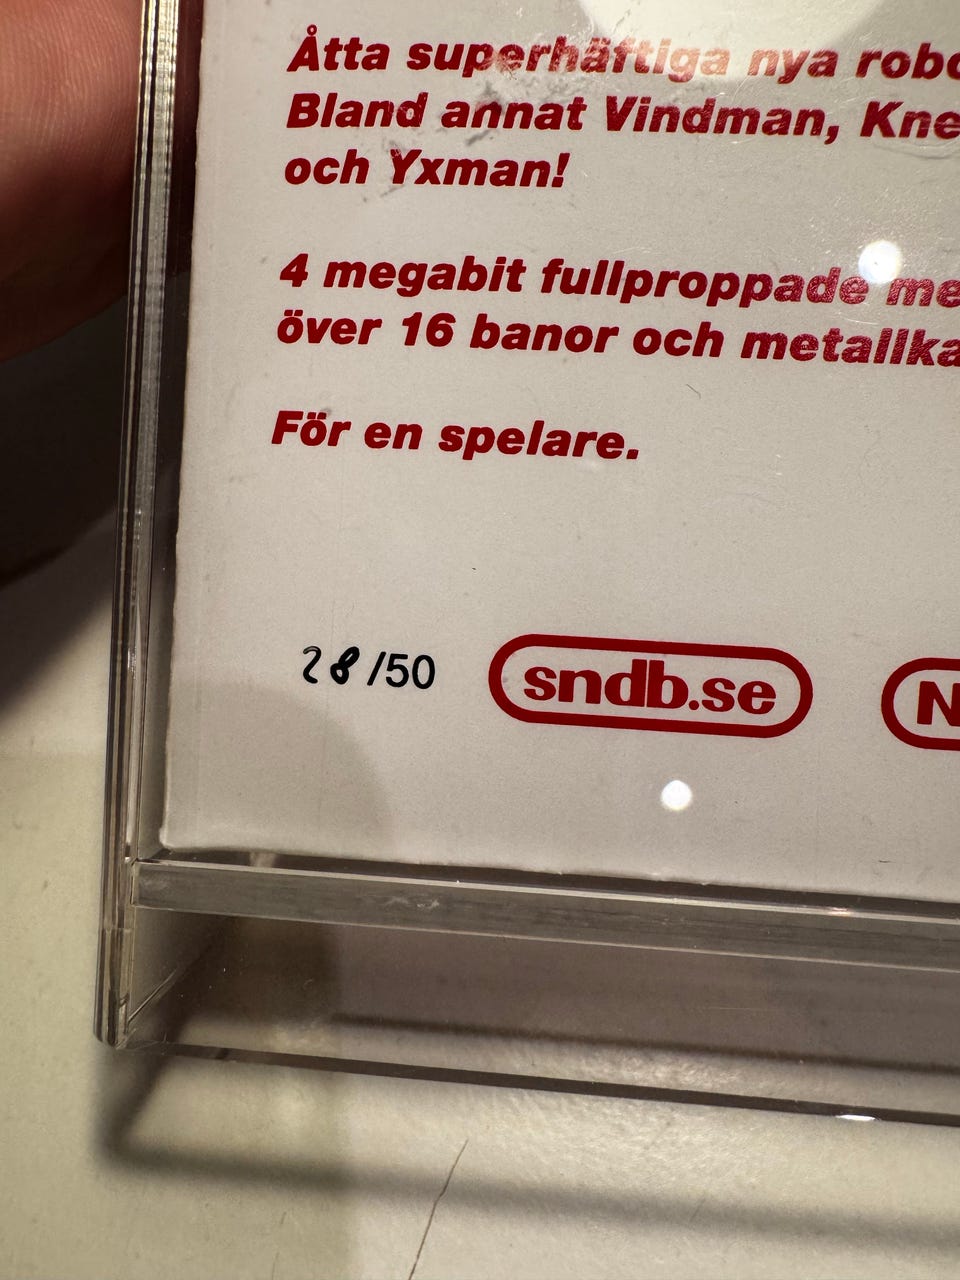 Åtta superhäftiga nya robo
Bland annat Vindman, Kne
och Yxman!
4 megabit fullproppade me
över 16 banor och metallka
För en spelare.
28/50
sndb.se
N